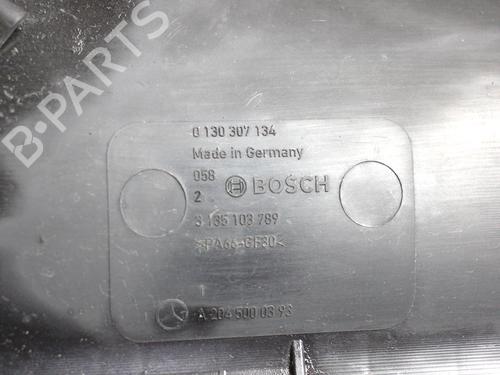 B-PARTS
0 130 307 134
Made in Germany
058
2 BOSCH
3 135 103 789
>PA66-GF30<
A 204 500 03 93